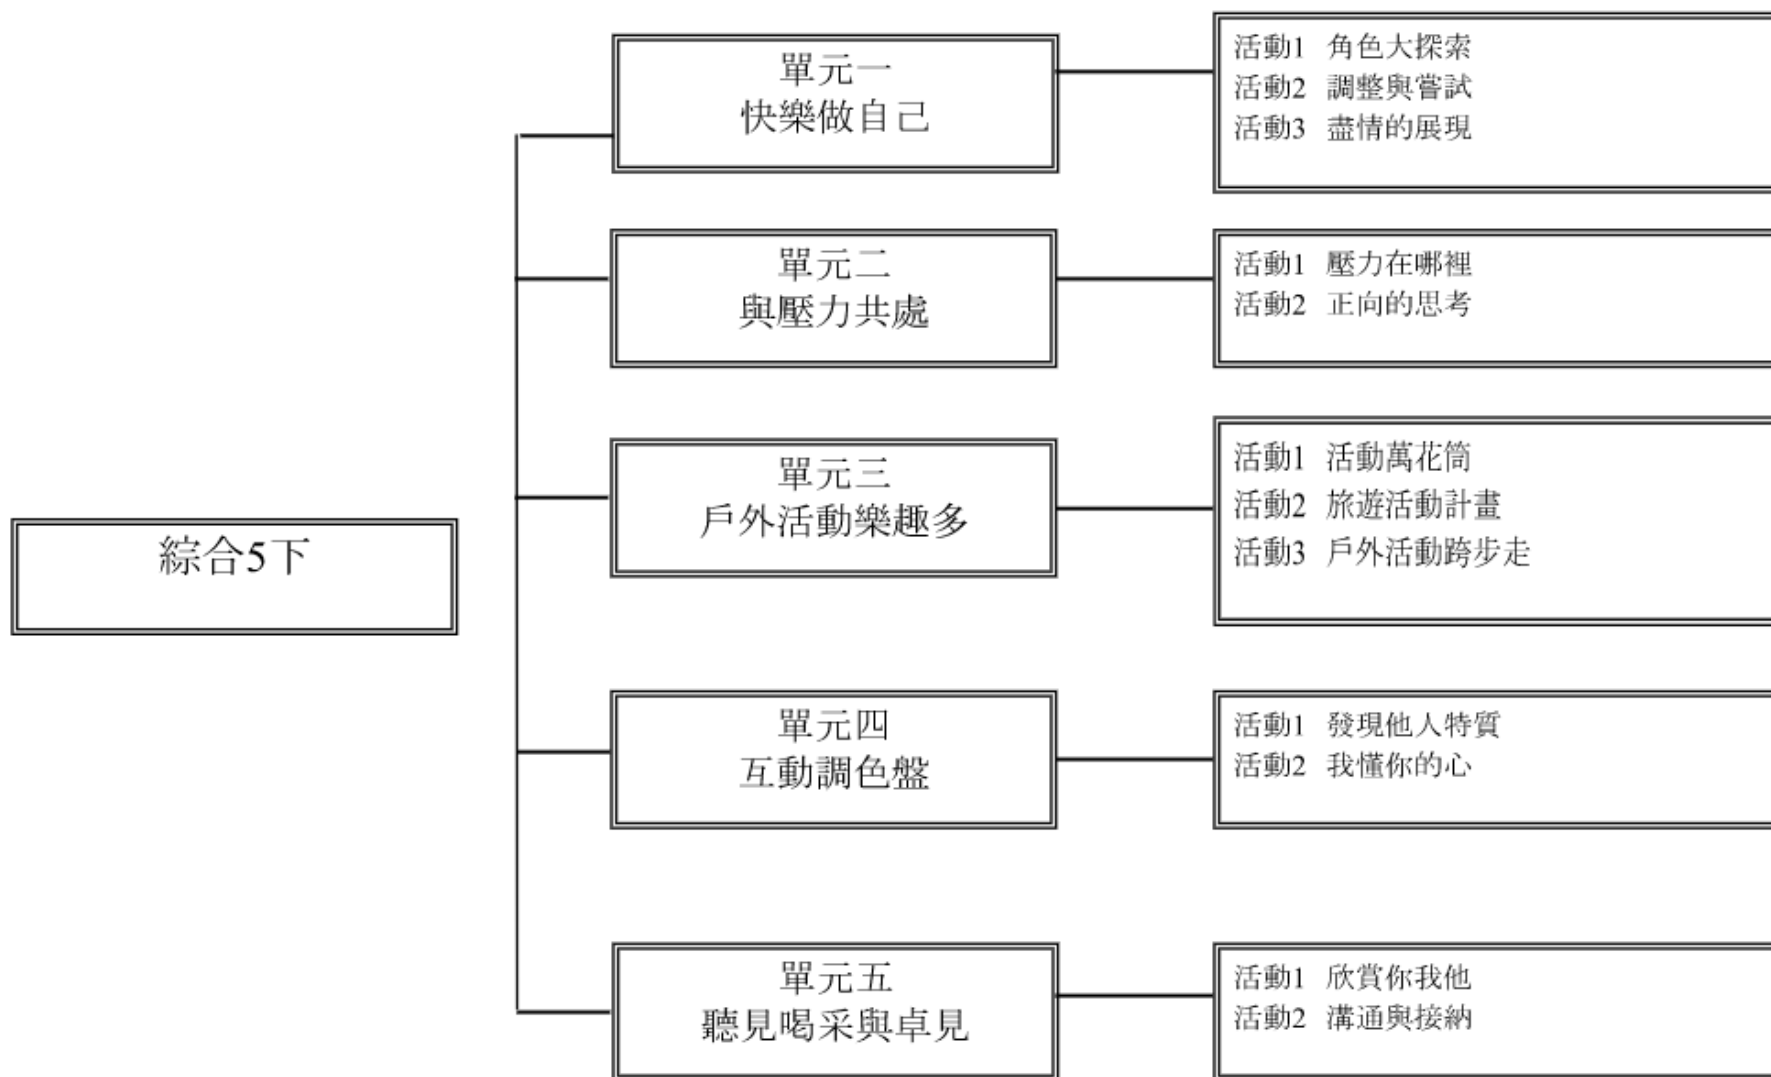 綜合5下
單元一
快樂做自己
活動1 角色大探索
活動2 調整與嘗試
活動3 盡情的展現
單元二
與壓力共處
活動1 壓力在哪裡
活動2 正向的思考
單元三
戶外活動樂趣多
活動1 活動萬花筒
活動2 旅遊活動計畫
活動3 戶外活動跨步走
單元四
互動調色盤
活動1 發現他人特質
活動2 我懂你的心
單元五
聽見喝采與卓見
活動1 欣賞你我他
活動2 溝通與接納